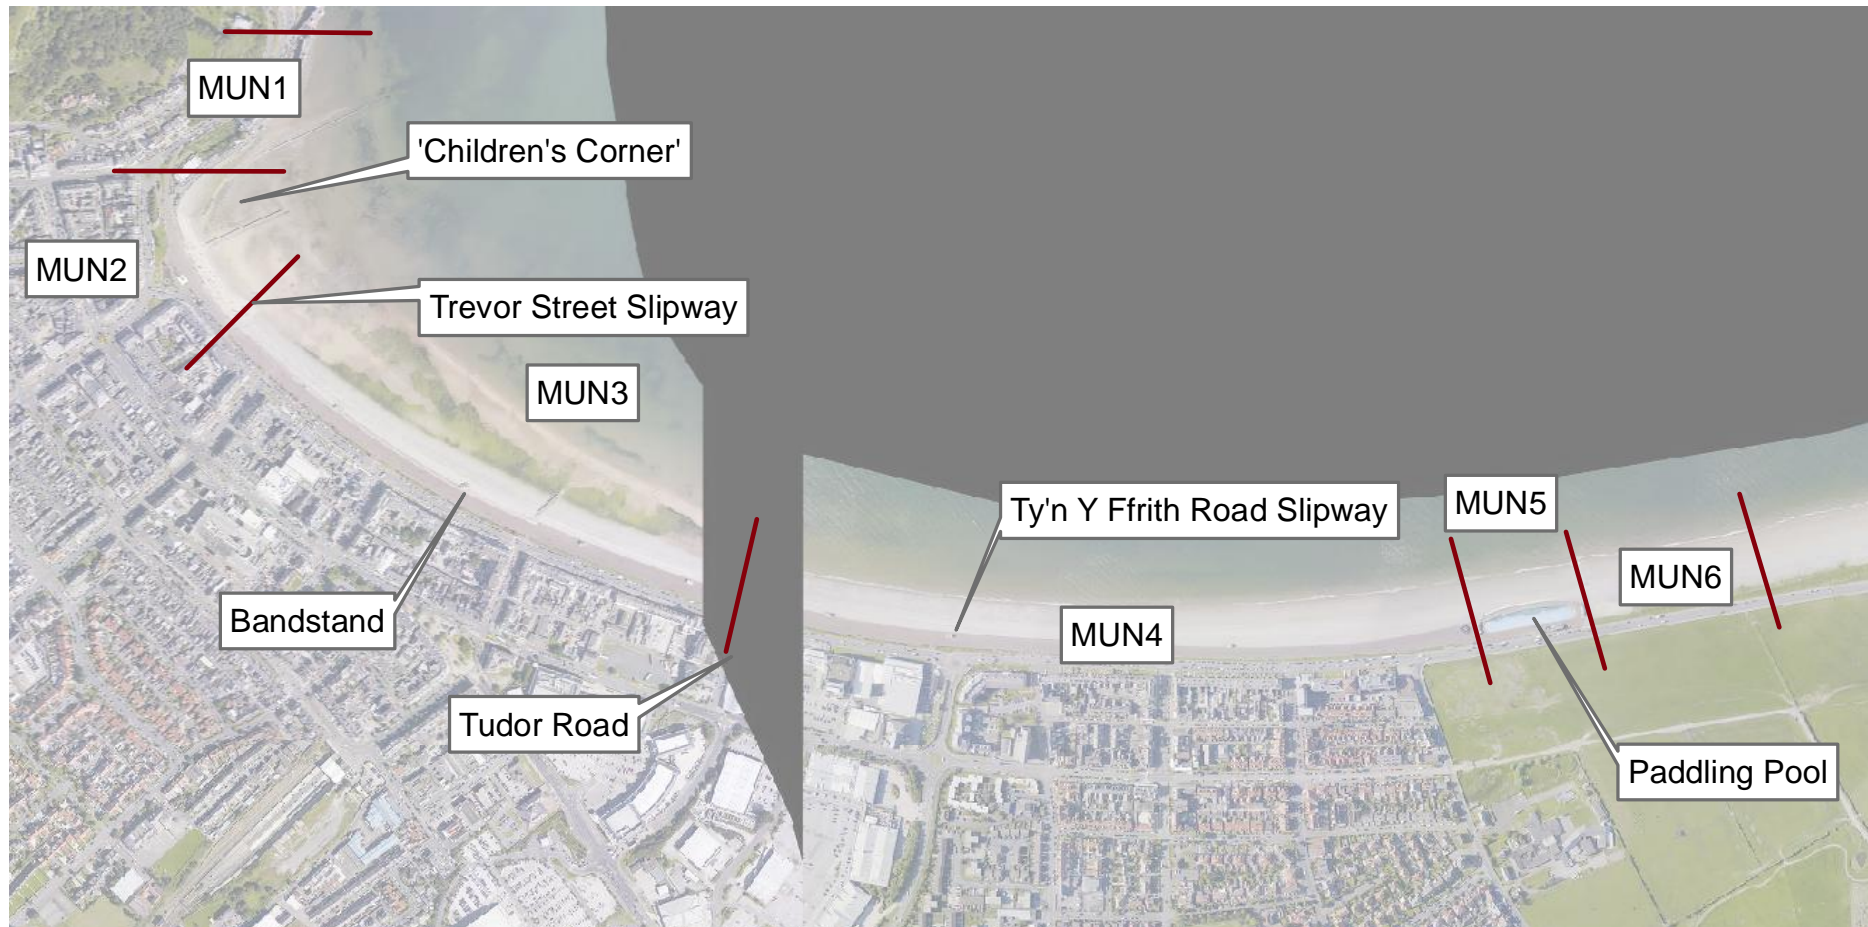 MUN1
'Children's Corner'
MUN2
Trevor Street Slipway
MUN3
MUN5
Ty'n Y Ffrith Road Slipway
MUN6
Bandstand
MUN4
Tudor Road
Paddling Pool